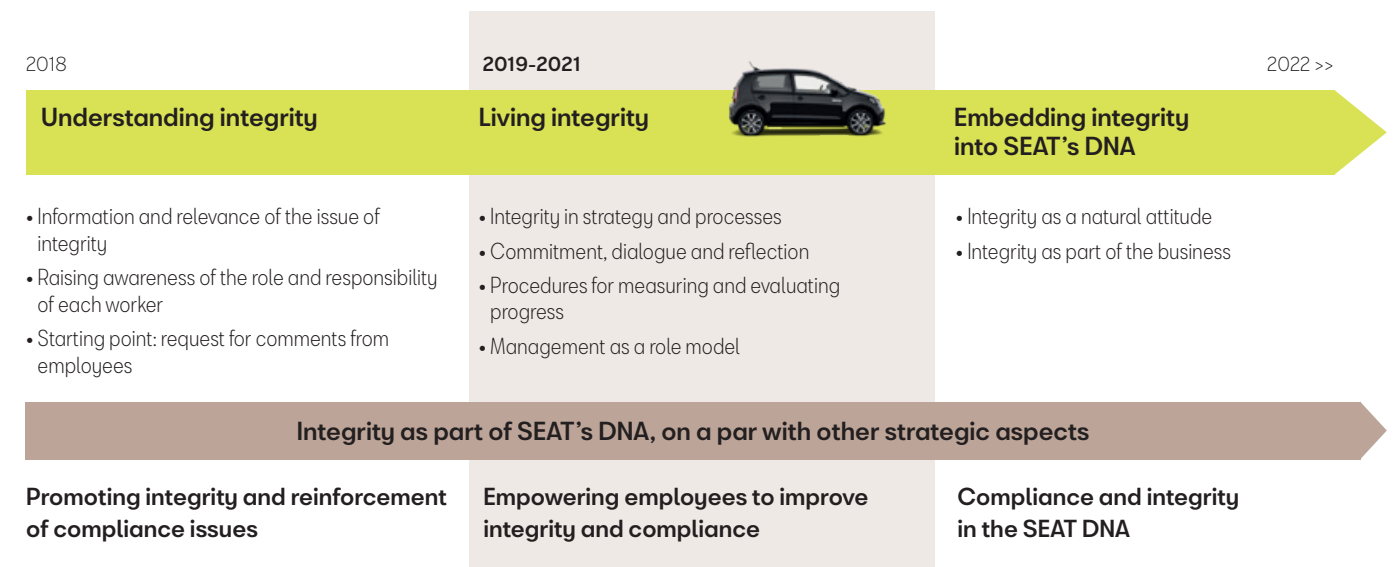 2018
2019-2021
2022 >>
Understanding integrity
Living integrity
Embedding integrity
into SEAT's DNA
• Information and relevance of the issue of
integrity
• Raising awareness of the role and responsibility
of each worker
• Starting point: request for comments from
employees
• Integrity in strategy and processes
• Commitment, dialogue and reflection
• Procedures for measuring and evaluating
progress
• Management as a role model
• Integrity as a natural attitude
• Integrity as part of the business
Integrity as part of SEAT's DNA, on a par with other strategic aspects
Promoting integrity and reinforcement
of compliance issues
Empowering employees to improve
integrity and compliance
Compliance and integrity
in the SEAT DNA